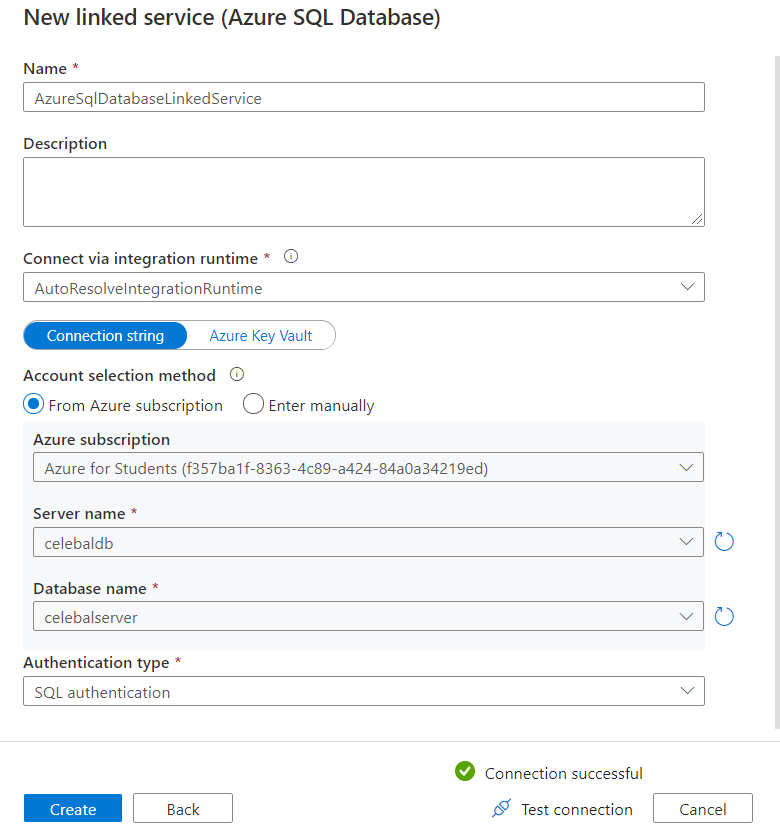 New linked service (Azure SQL Database)
Name *
AzureSqlDatabaseLinkedService
Description
Connect via integration runtime *
AutoResolveIntegrationRuntime
Connection string Azure Key Vault
Account selection method
From Azure subscription Enter manually
Azure subscription
Azure for Students (f357ba1f-8363-4c89-a424-84a0a34219ed)
Server name *
celebaldb
Database name *
celebalserver
Authentication type *
SQL authentication
Connection successful
Create Back Test connection Cancel